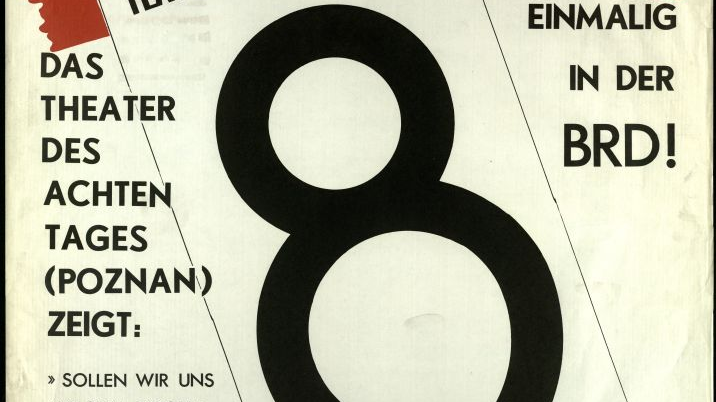 DAS
THEATER
DES
ACHTEN
TAGES
(POZNAN)
ZEIGT:
» SOLLEN WIR UNS
8
EINMALIG
IN DER
BRD!